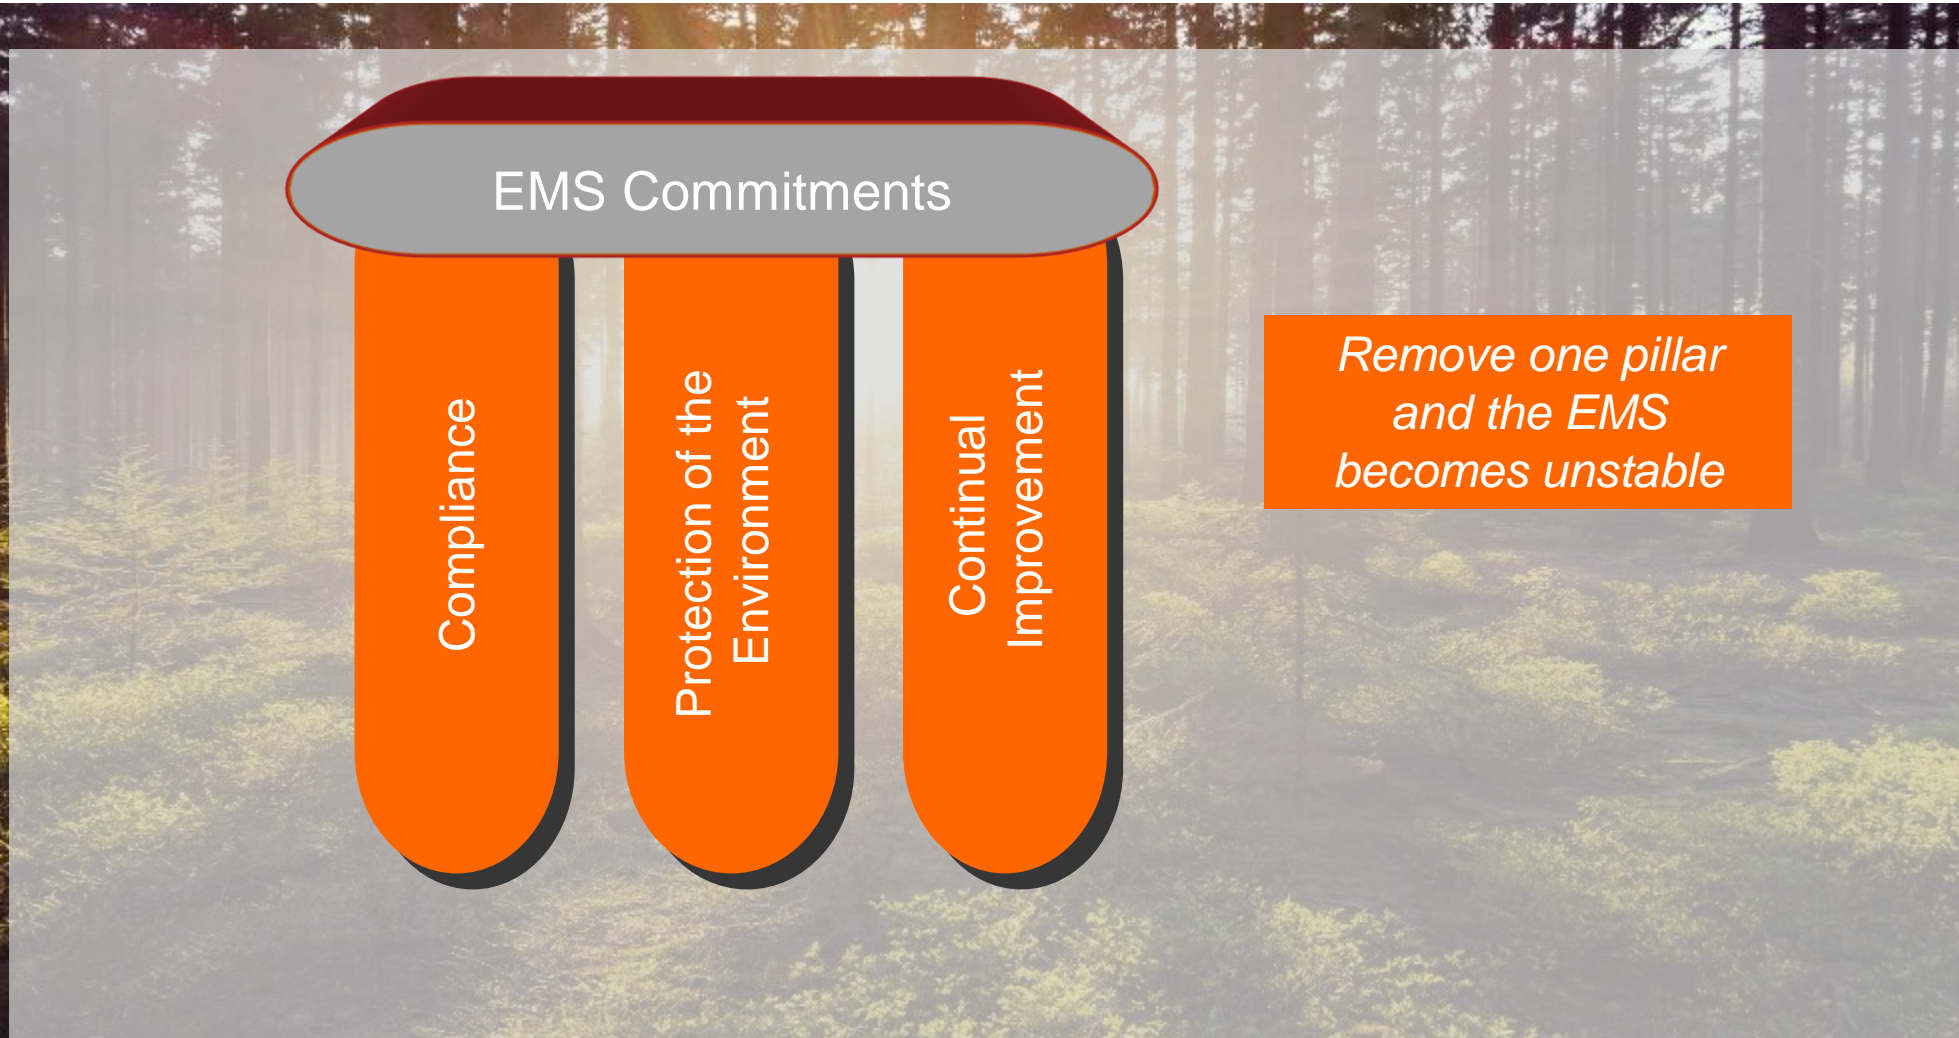 EMS Commitments
Compliance
Protection of the
Environment
Continual
Improvement
Remove one pillar
and the EMS
becomes unstable